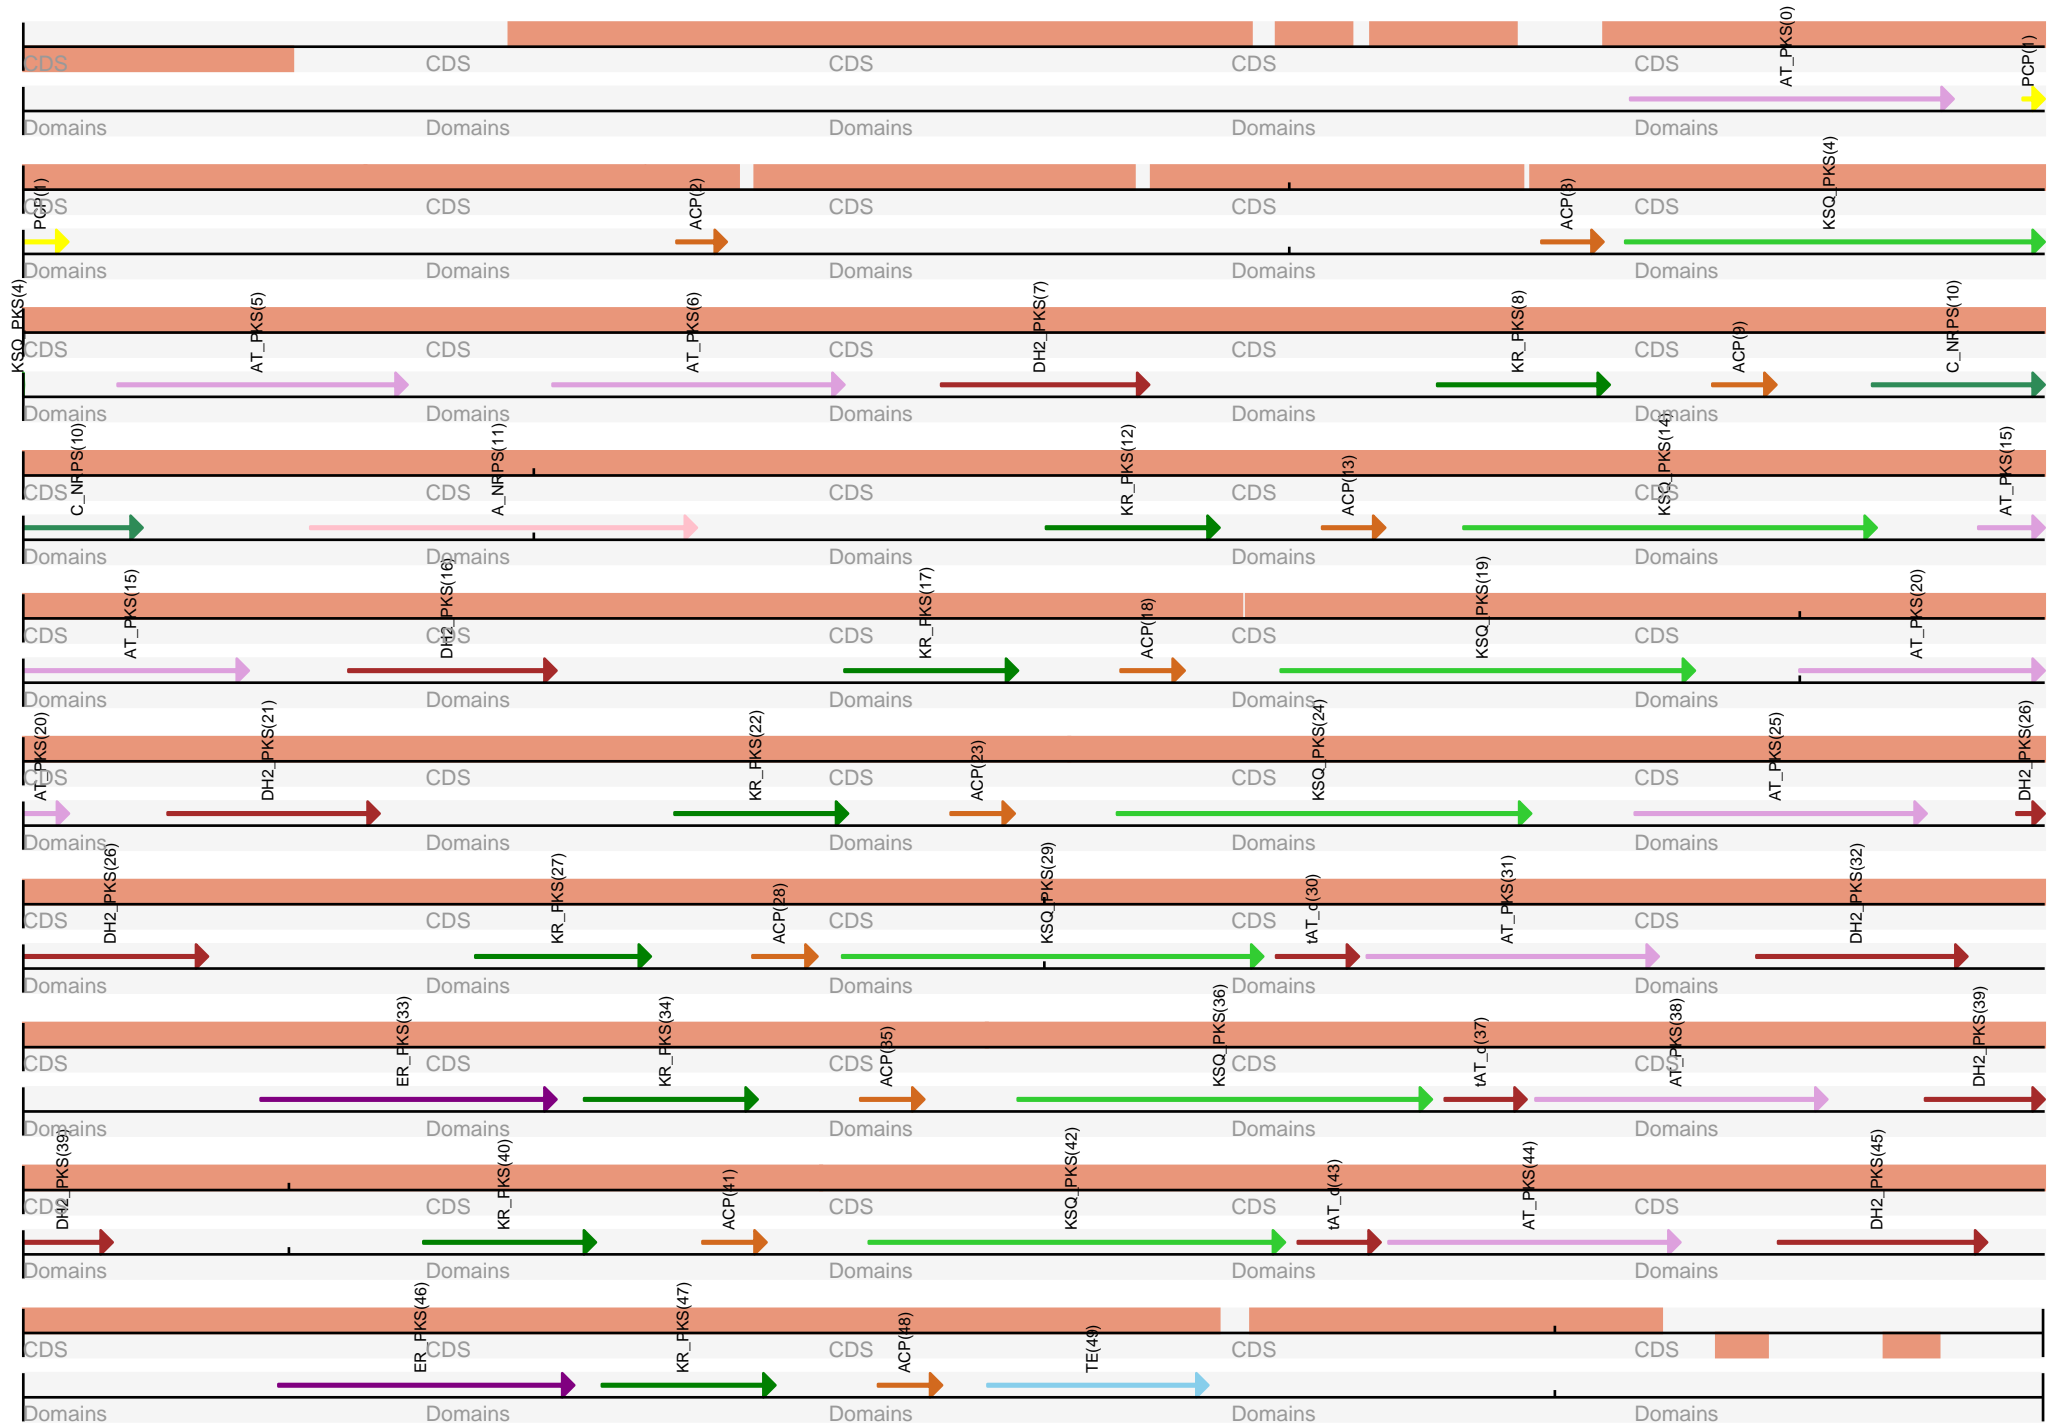 AT_PKS(0)
PCP(1)
CDS CDS CDS CDS CDS
Domains Domains Domains Domains Domains
PCP(1) ACP(2) ACP(3) KSQ_PKS(4)
CDS CDS CDS CDS CDS
Domains Domains Domains Domains Domains
KSQ_PKS(4) AT_PKS(5) AT_PKS(6) DH2_PKS(7) KR_PKS(8) ACP(9) C_NRPS(10)
CDS CDS CDS CDS CDS
Domains Domains Domains Domains Domains
C_NRPS(10) A_NRPS(11) KR_PKS(12) ACP(13) KSQ_PKS(14) AT_PKS(15)
CDS CDS CDS CDS CDS
Domains Domains Domains Domains Domains
AT_PKS(15) DH2_PKS(16) KR_PKS(17) ACP(18) KSQ_PKS(19) AT_PKS(20)
CDS CDS CDS CDS CDS
Domains Domains Domains Domains Domains
AT_PKS(20) DH2_PKS(21) KR_PKS(22) ACP(23) KSQ_PKS(24) AT_PKS(25) DH2_PKS(26)
CDS CDS CDS CDS CDS
Domains Domains Domains Domains Domains
DH2_PKS(26) KR_PKS(27) ACP(28) KSQ_PKS(29) tAT_d(30) AT_PKS(31) DH2_PKS(32)
CDS CDS CDS CDS CDS
Domains Domains Domains Domains Domains
ER_PKS(33) KR_PKS(34) ACP(35) KSQ_PKS(36) tAT_d(37) AT_PKS(38) DH2_PKS(39)
CDS CDS CDS CDS CDS
Domains Domains Domains Domains Domains
DH2_PKS(39) KR_PKS(40) ACP(41) KSQ_PKS(42) tAT_d(43) AT_PKS(44) DH2_PKS(45)
CDS CDS CDS CDS CDS
Domains Domains Domains Domains Domains
ER_PKS(46) KR_PKS(47) ACP(48) TE(49)
CDS CDS CDS CDS CDS
Domains Domains Domains Domains Domains